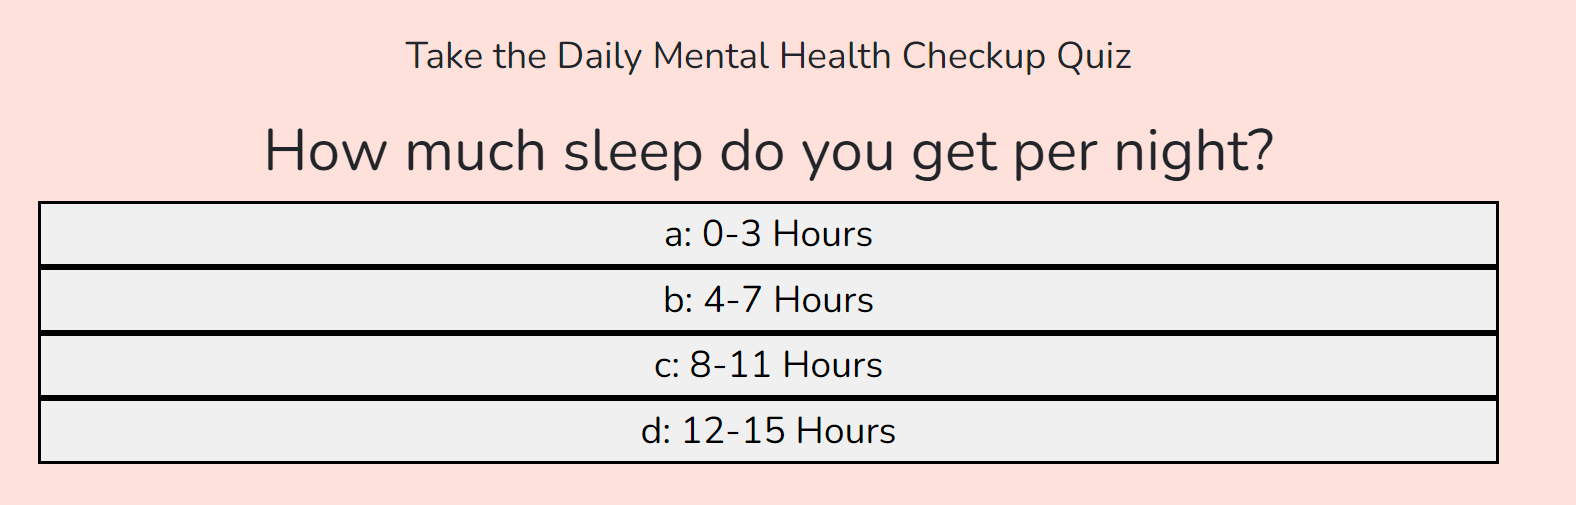 Take the Daily Mental Health Checkup Quiz
How much sleep do you get per night?
a: 0-3 Hours
b: 4-7 Hours
c: 8-11 Hours
d: 12-15 Hours